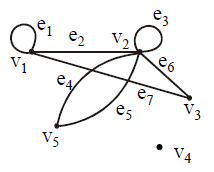 e₁
e₂
e₃
v₁
v₂
e₄
e₆
e₅
e₇
v₃
v₅
v₄